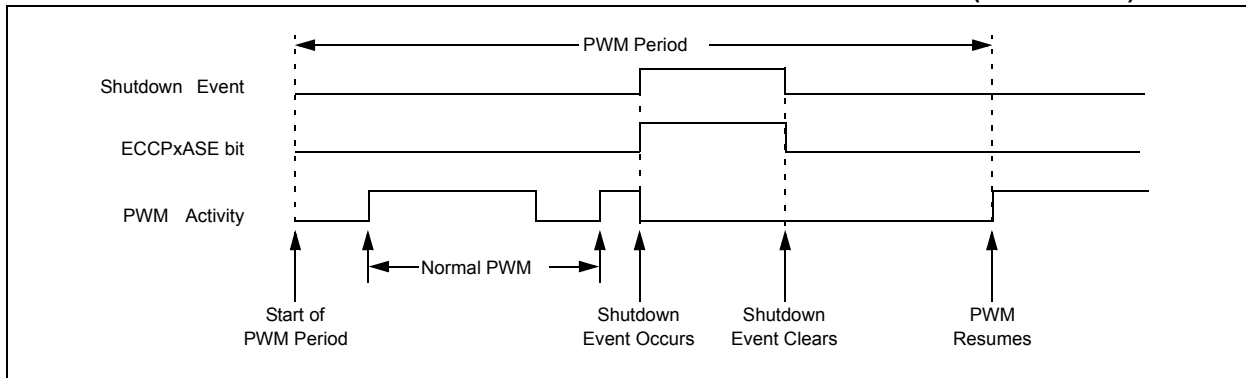 PWM Period
Shutdown Event
ECCPxASE bit
PWM Activity
Normal PWM
Start of
PWM Period
Shutdown
Event Occurs
Shutdown
Event Clears
PWM
Resumes